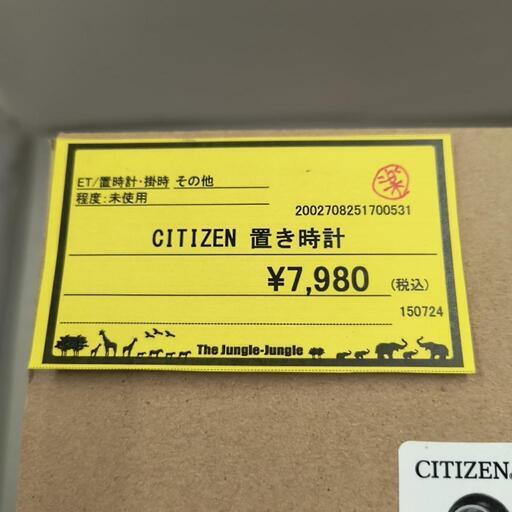 ET/置時計・掛時 その他
程度:未使用
楽
2002708251700531
CITIZEN 置き時計
¥7,980 (税込)
150724
The Jungle-Jungle
CITIZEN